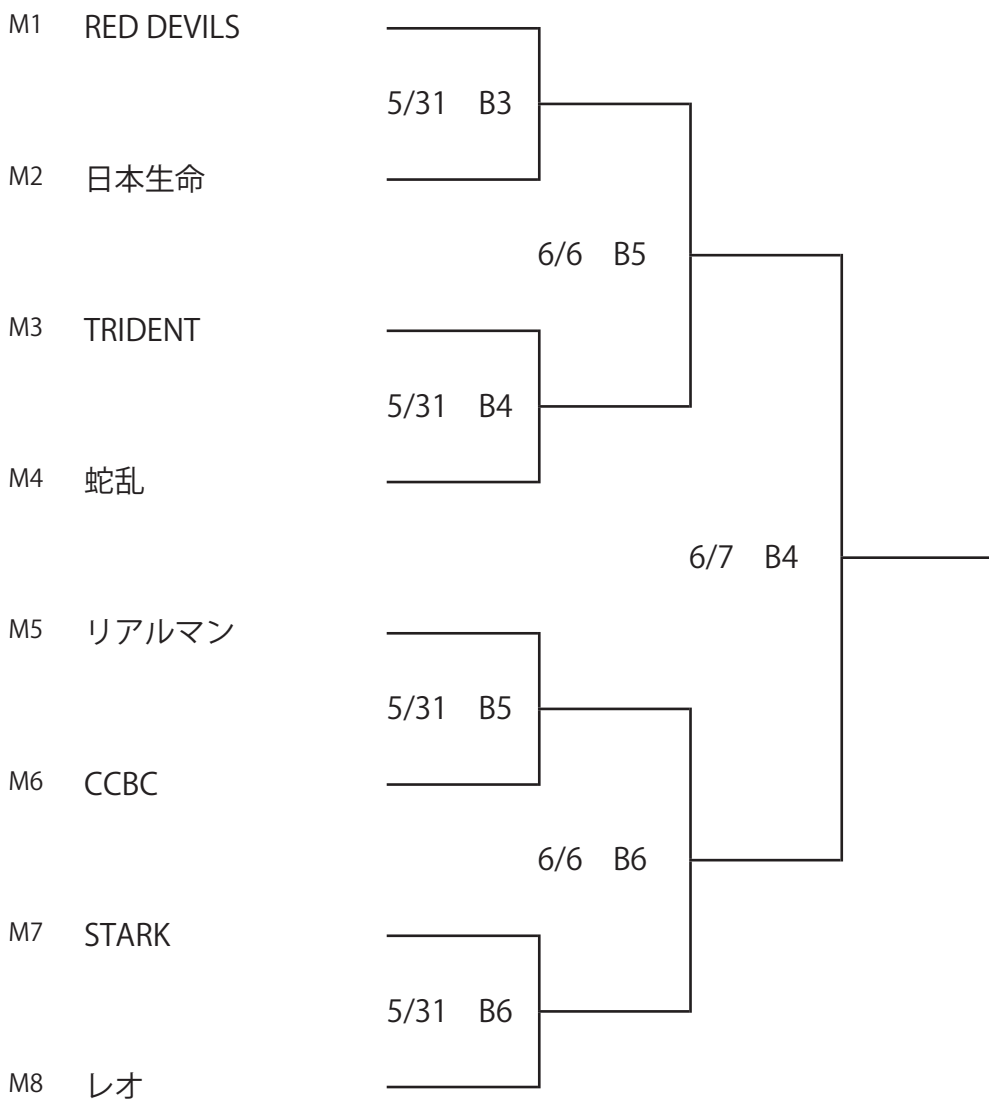 M1 RED DEVILS
5/31 B3
M2 日本生命
6/6 B5
M3 TRIDENT
5/31 B4
M4 蛇乱
6/7 B4
M5 リアルマン
5/31 B5
M6 CCBC
6/6 B6
M7 STARK
5/31 B6
M8 レオ